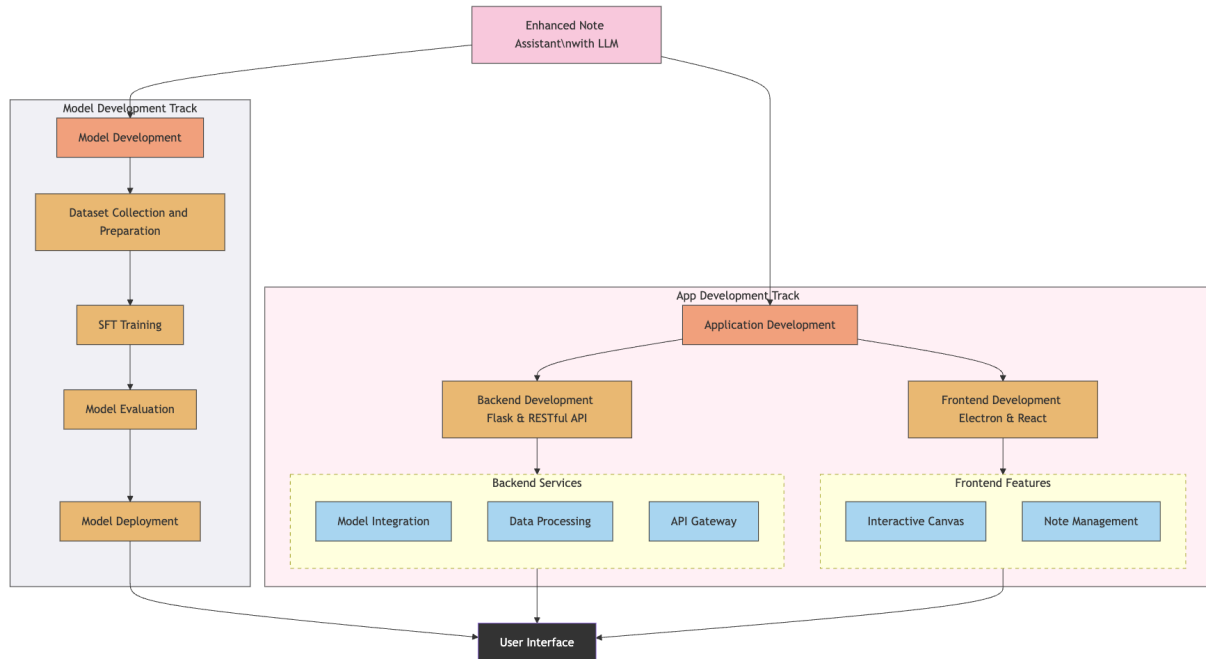 Enhanced Note
Assistant\nwith LLM
Model Development Track
Model Development
Dataset Collection and
Preparation
SFT Training
Model Evaluation
Model Deployment
App Development Track
Application Development
Backend Development
Flask & RESTful API
Frontend Development
Electron & React
Backend Services
Model Integration
Data Processing
API Gateway
Frontend Features
Interactive Canvas
Note Management
User Interface